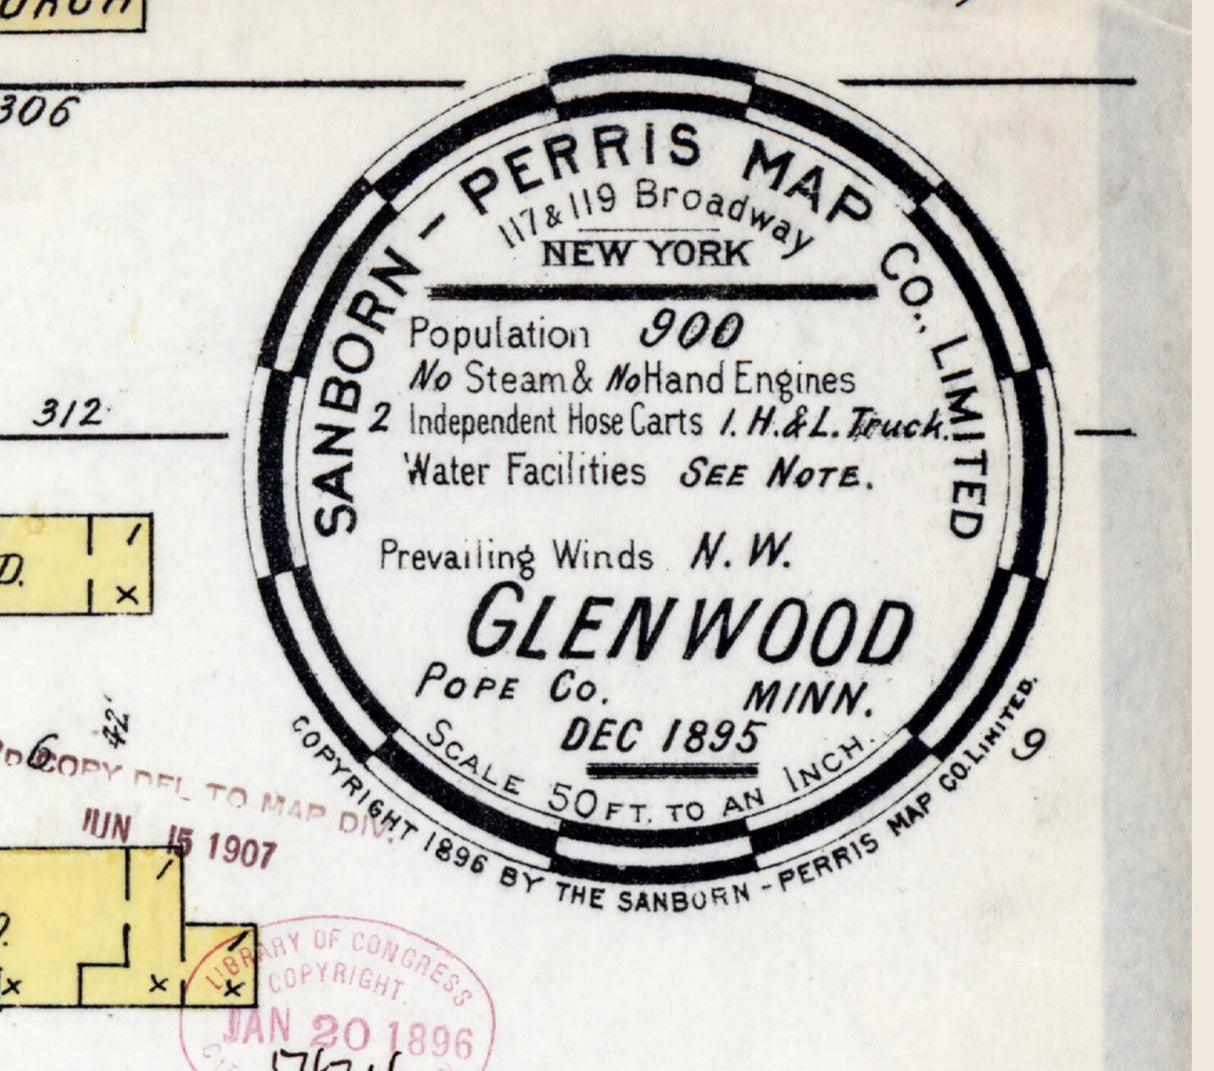 306
SANBORN - PERRIS MAP CO., LIMITED
117 & 119 Broadway
NEW YORK
Population 900
No Steam & No Hand Engines
2 Independent Hose Carts 1. H. & L. Truck.
Water Facilities SEE NOTE.
Prevailing Winds N. W.
GLENWOOD
POPE CO. MINN.
DEC 1895
SCALE 50 FT. TO AN INCH.
COPYRIGHT 1896 BY THE SANBORN - PERRIS MAP CO. LIMITED.
9
312
D.
1
x
42'
6
COPY DEL TO MAP DIV.
JUN 15 1907
1
1
x
x
x
LIBRARY OF CONGRESS
COPYRIGHT.
JAN 20 1896